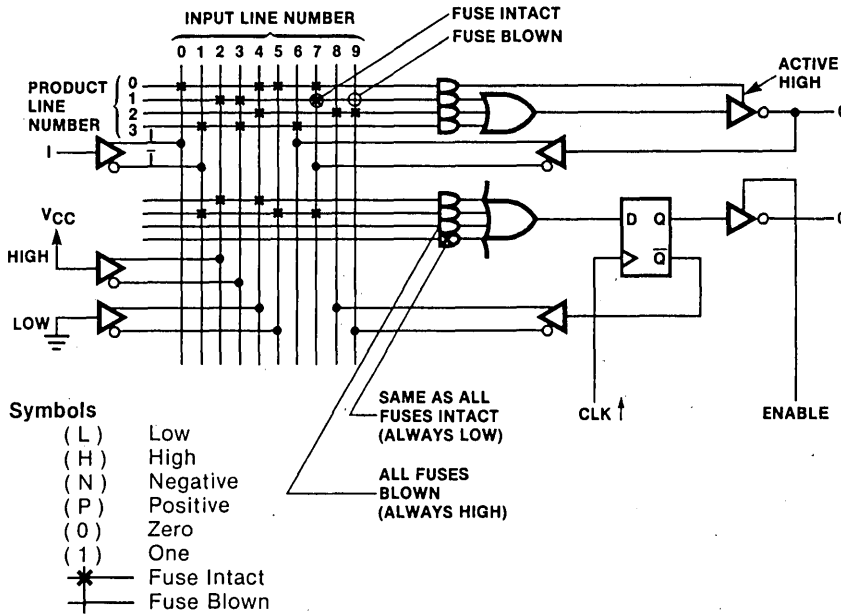 INPUT LINE NUMBER
0 1 2 3 4 5 6 7 8 9
FUSE INTACT
FUSE BLOWN
PRODUCT
LINE
NUMBER
0
1
2
3
ACTIVE
HIGH
I
VCC
HIGH
LOW
D Q
Q̅
SAME AS ALL
FUSES INTACT
(ALWAYS LOW)
CLK ↑
ENABLE
ALL FUSES
BLOWN
(ALWAYS HIGH)
Symbols
( L ) Low
( H ) High
( N ) Negative
( P ) Positive
( 0 ) Zero
( 1 ) One
Fuse Intact
Fuse Blown